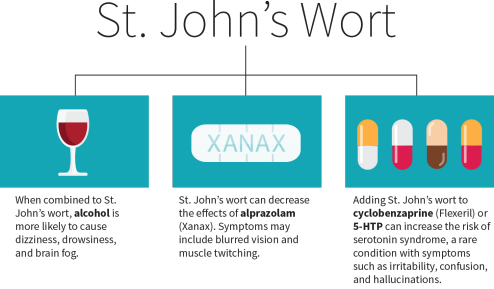 St. John’s Wort
XANAX
When combined to St.
John’s wort, alcohol is
more likely to cause
dizziness, drowsiness,
and brain fog.
St. John’s wort can decrease
the effects of alprazolam
(Xanax). Symptoms may
include blurred vision and
muscle twitching.
Adding St. John’s wort to
cyclobenzaprine (Flexeril) or
5-HTP can increase the risk of
serotonin syndrome, a rare
condition with symptoms
such as irritability, confusion,
and hallucinations.